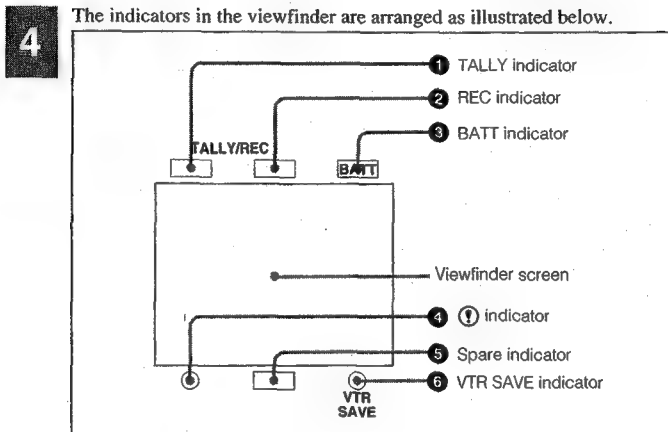 4
The indicators in the viewfinder are arranged as illustrated below.
1 TALLY indicator
2 REC indicator
3 BATT indicator
TALLY/REC
BATT
Viewfinder screen
4 (!) indicator
5 Spare indicator
6 VTR SAVE indicator
VTR
SAVE